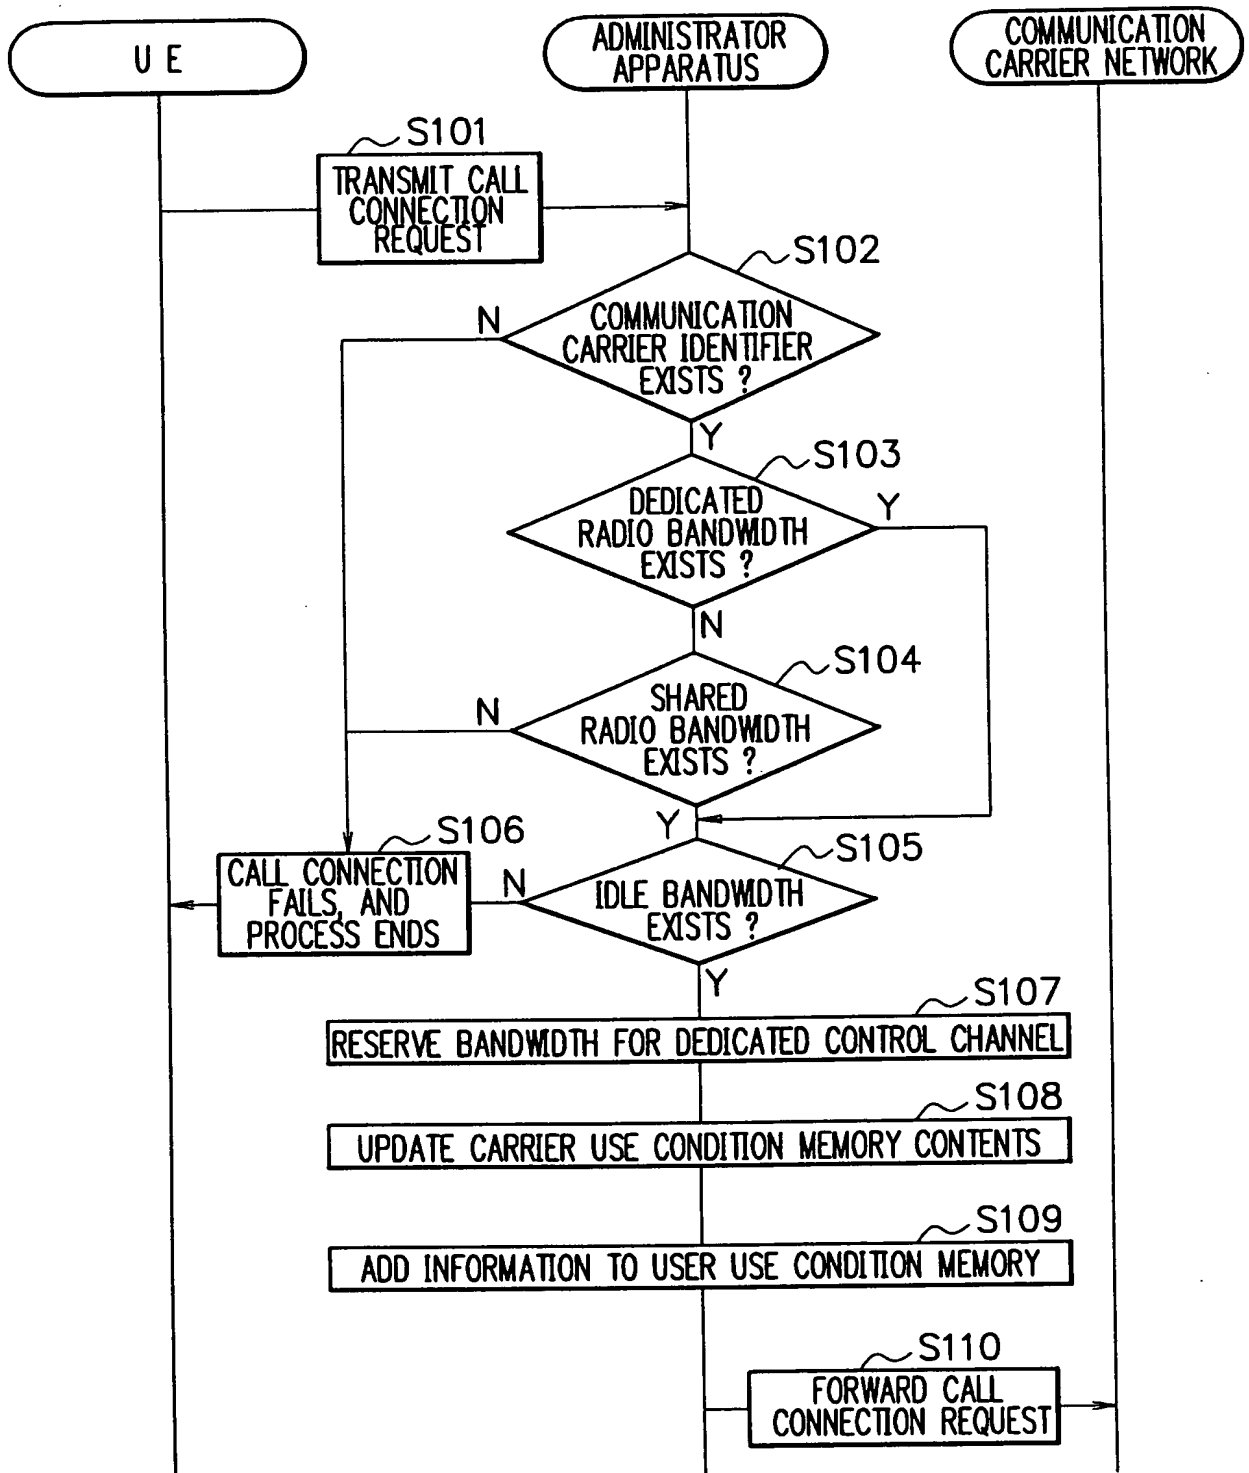 U E
ADMINISTRATOR
APPARATUS
COMMUNICATION
CARRIER NETWORK
S101
TRANSMIT CALL
CONNECTION
REQUEST
S102
N
COMMUNICATION
CARRIER IDENTIFIER
EXISTS ?
Y
S103
DEDICATED
RADIO BANDWIDTH
EXISTS ?
Y
N
S104
N
SHARED
RADIO BANDWIDTH
EXISTS ?
Y
S106
CALL CONNECTION
FAILS, AND
PROCESS ENDS
N
S105
IDLE BANDWIDTH
EXISTS ?
Y
S107
RESERVE BANDWIDTH FOR DEDICATED CONTROL CHANNEL
S108
UPDATE CARRIER USE CONDITION MEMORY CONTENTS
S109
ADD INFORMATION TO USER USE CONDITION MEMORY
S110
FORWARD CALL
CONNECTION REQUEST